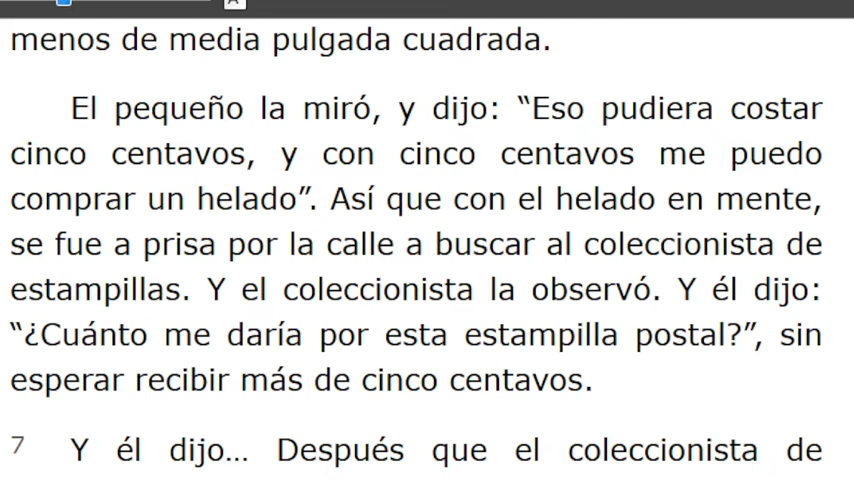 menos de media pulgada cuadrada.
El pequeño la miró, y dijo: “Eso pudiera costar
cinco centavos, y con cinco centavos me puedo
comprar un helado”. Así que con el helado en mente,
se fue a prisa por la calle a buscar al coleccionista de
estampillas. Y el coleccionista la observó. Y él dijo:
“¿Cuánto me daría por esta estampilla postal?”, sin
esperar recibir más de cinco centavos.
7 Y él dijo… Después que el coleccionista de